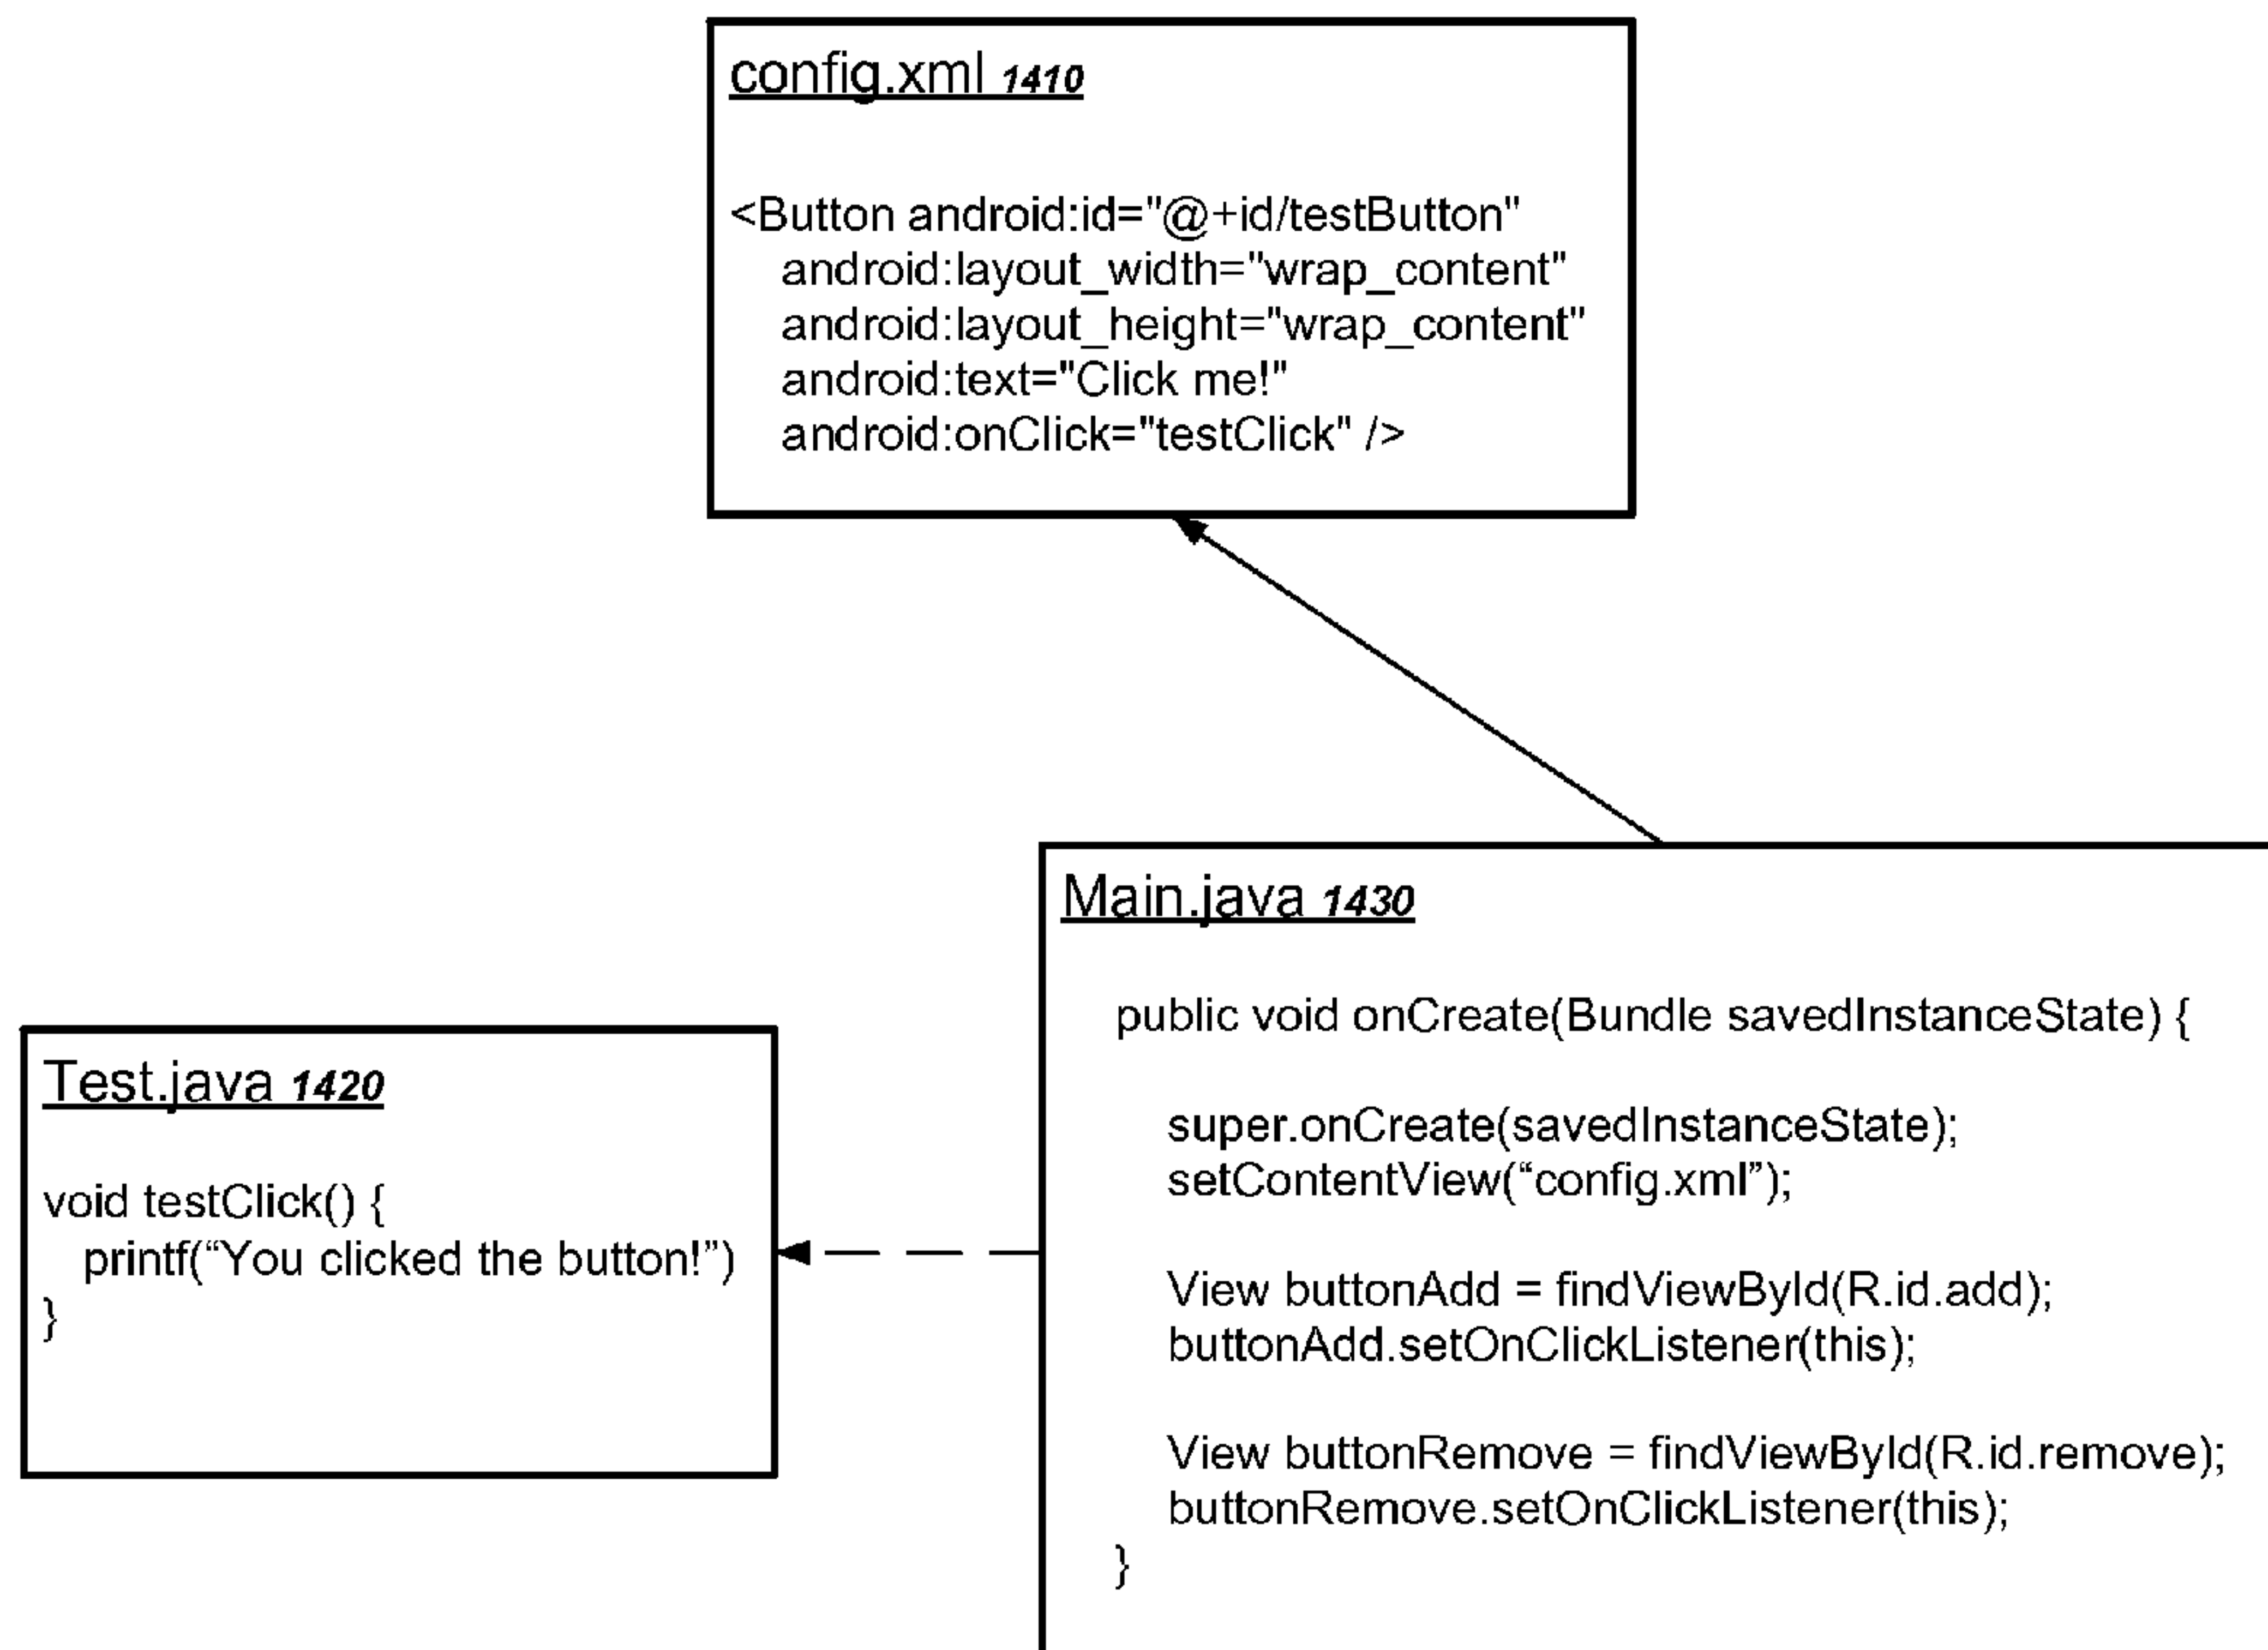 config.xml 1410
<Button android:id="@+id/testButton"
android:layout_width="wrap_content"
android:layout_height="wrap_content"
android:text="Click me!"
android:onClick="testClick" />
Main.java 1430
public void onCreate(Bundle savedInstanceState) {
super.onCreate(savedInstanceState);
setContentView(“config.xml”);
View buttonAdd = findViewById(R.id.add);
buttonAdd.setOnClickListener(this);
View buttonRemove = findViewById(R.id.remove);
buttonRemove.setOnClickListener(this);
}
Test.java 1420
void testClick() {
printf(“You clicked the button!”)
}